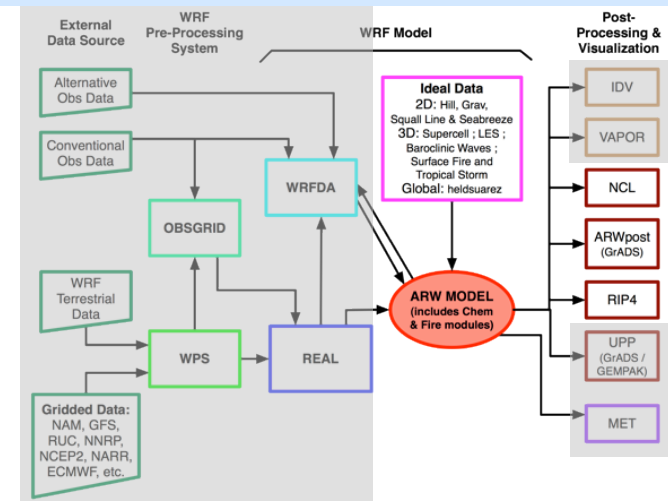 External
Data Source
WRF
Pre-Processing
System
WRF Model
Post-
Processing &
Visualization
Alternative
Obs Data
Conventional
Obs Data
WRF
Terrestrial
Data
Gridded Data:
NAM, GFS,
RUC, NNRP,
NCEP2, NARR,
ECMWF, etc.
OBSGRID
WPS
WRFDA
REAL
Ideal Data
2D: Hill, Grav,
Squall Line & Seabreeze
3D: Supercell ; LES ;
Baroclinic Waves ;
Surface Fire and
Tropical Storm
Global: heldsuarez
ARW MODEL
(includes Chem
& Fire modules)
IDV
VAPOR
NCL
ARWpost
(GrADS)
RIP4
UPP
(GrADS /
GEMPAK)
MET